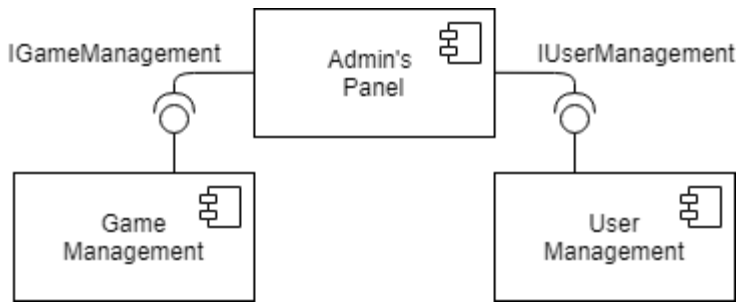 IGameManagement
Admin's
Panel
IUserManagement
Game
Management
User
Management